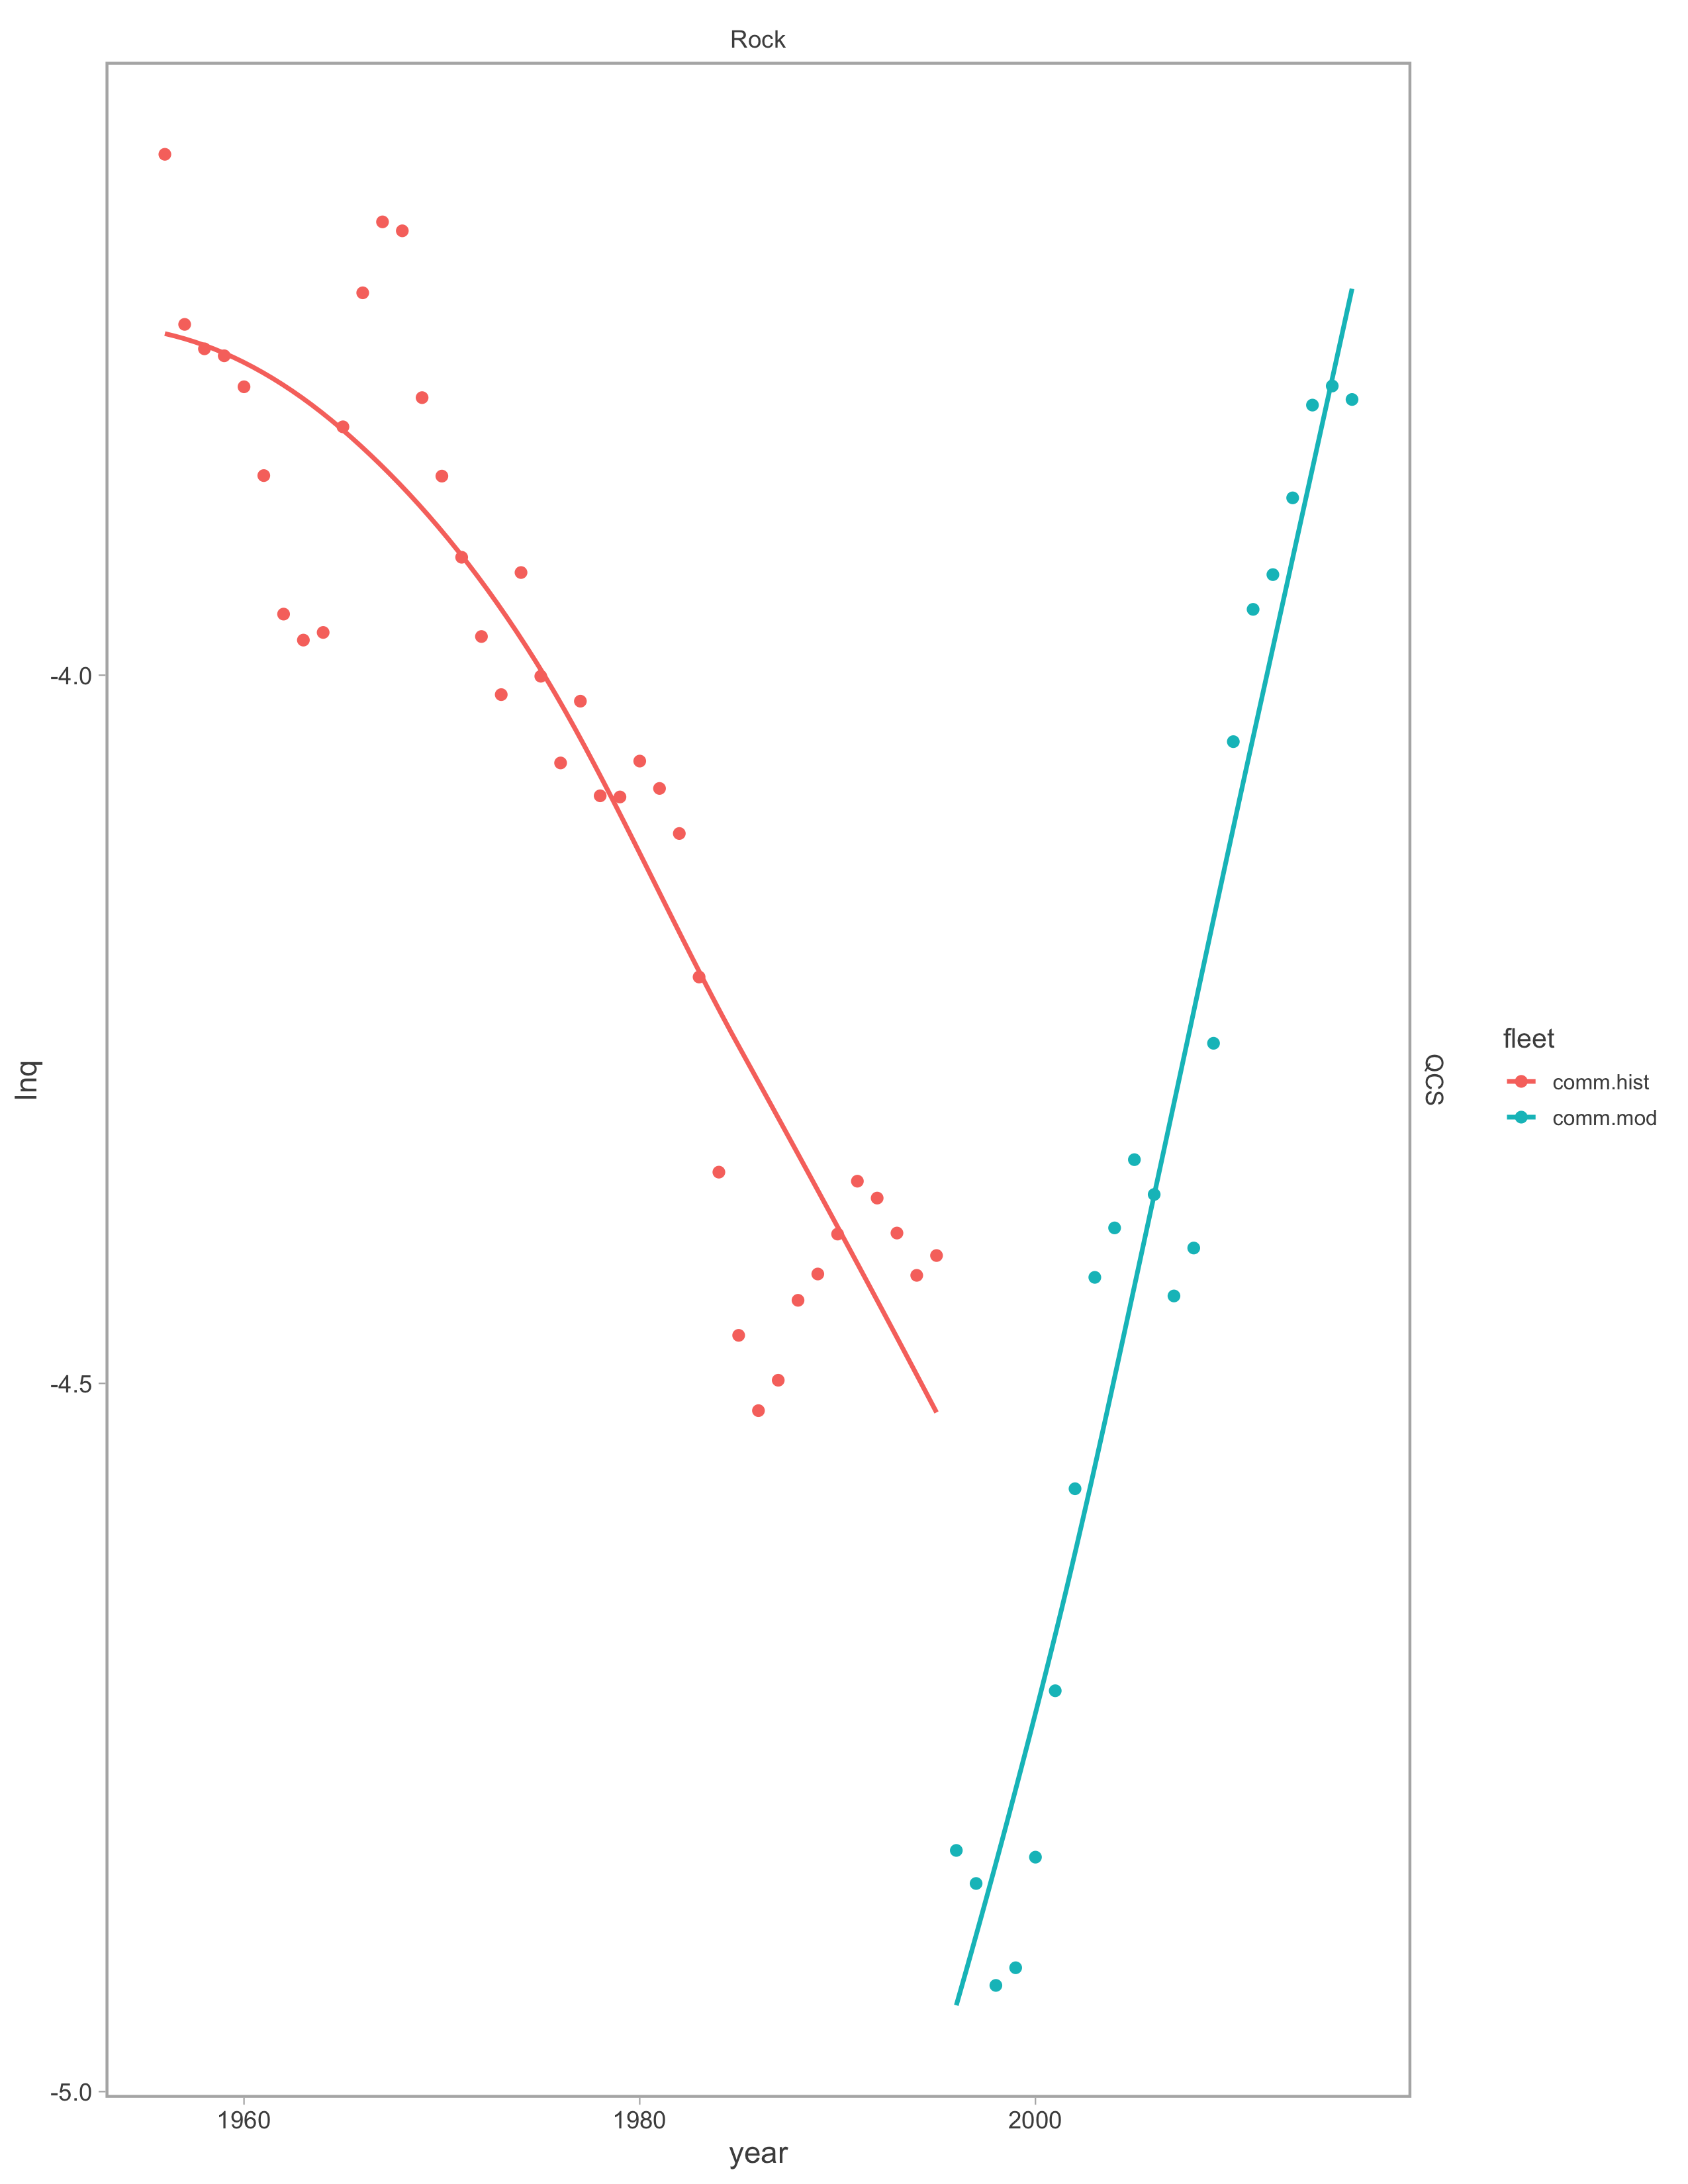 Rock
lnq
-4.0
-4.5
-5.0
1960
1980
2000
year
QCS
fleet
comm.hist
comm.mod